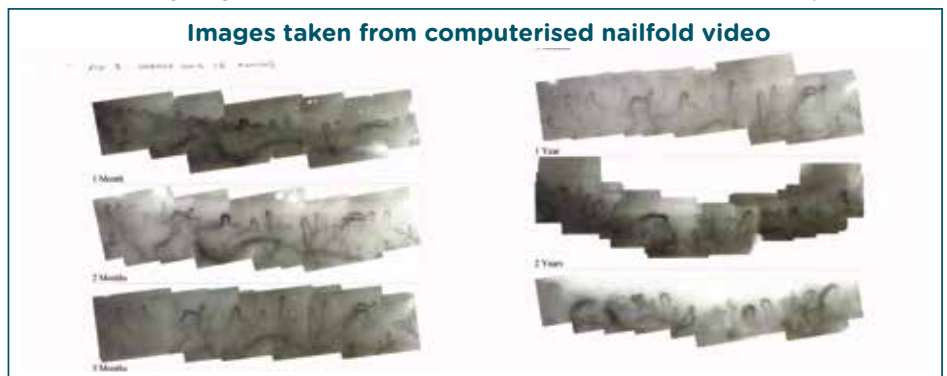 Images taken from computerised nailfold video
1 Month
2 Months
3 Months
1 Year
2 Years